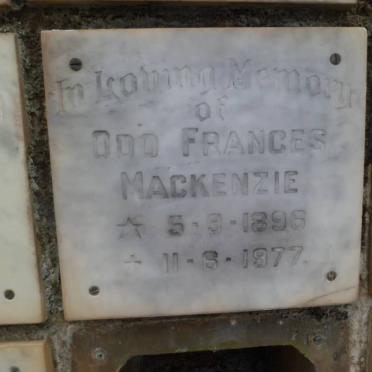 In Loving Memory
of
ODO FRANCES
MACKENZIE
☆ 5-9-1896
+ 11-6-1977